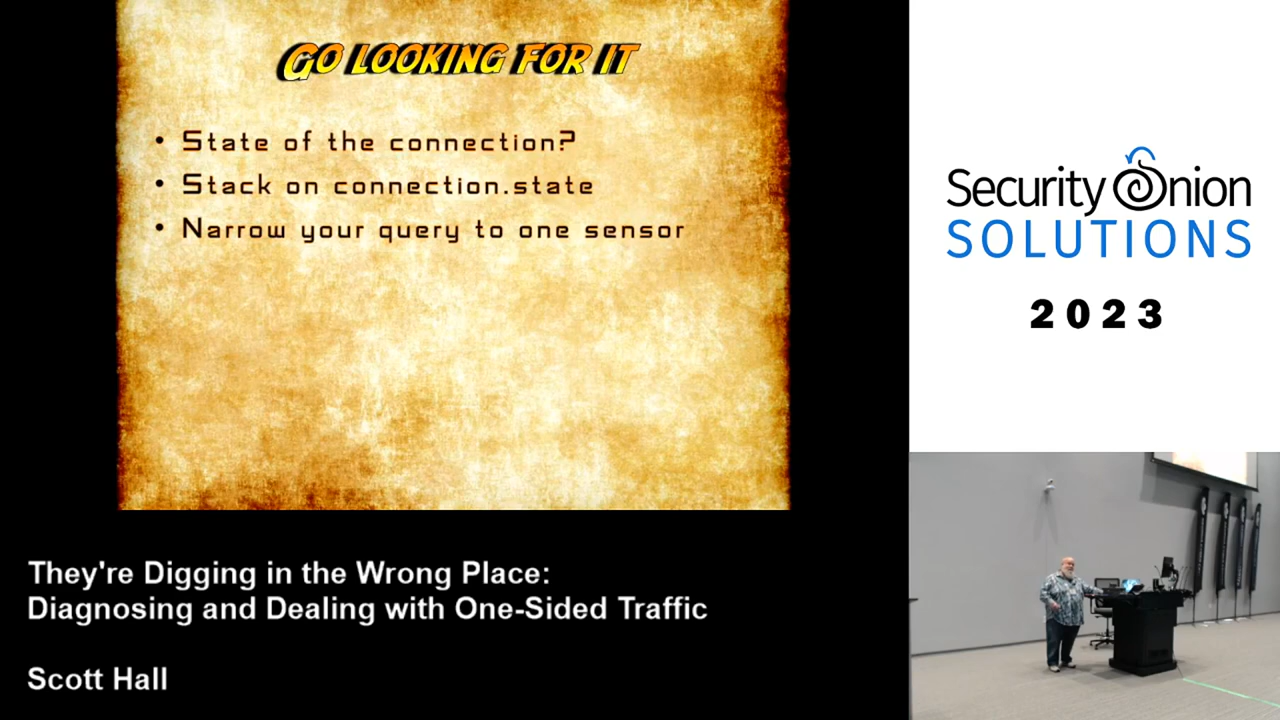 Go looking for it
• State of the connection?
• Stack on connection.state
• Narrow your query to one sensor
Security Onion
SOLUTIONS
2023
They're Digging in the Wrong Place:
Diagnosing and Dealing with One-Sided Traffic
Scott Hall